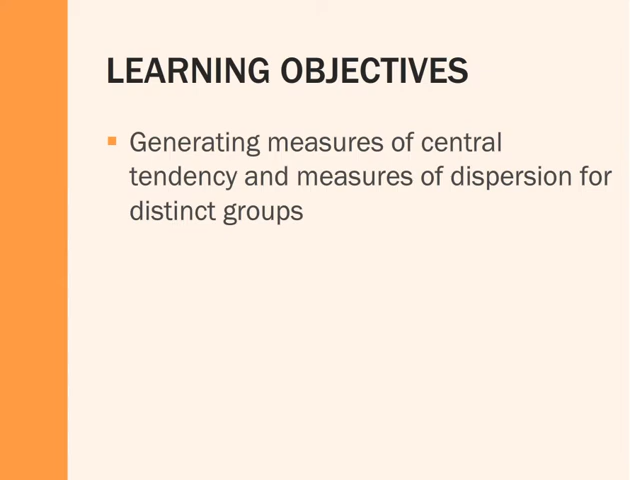 LEARNING OBJECTIVES
Generating measures of central
tendency and measures of dispersion for
distinct groups